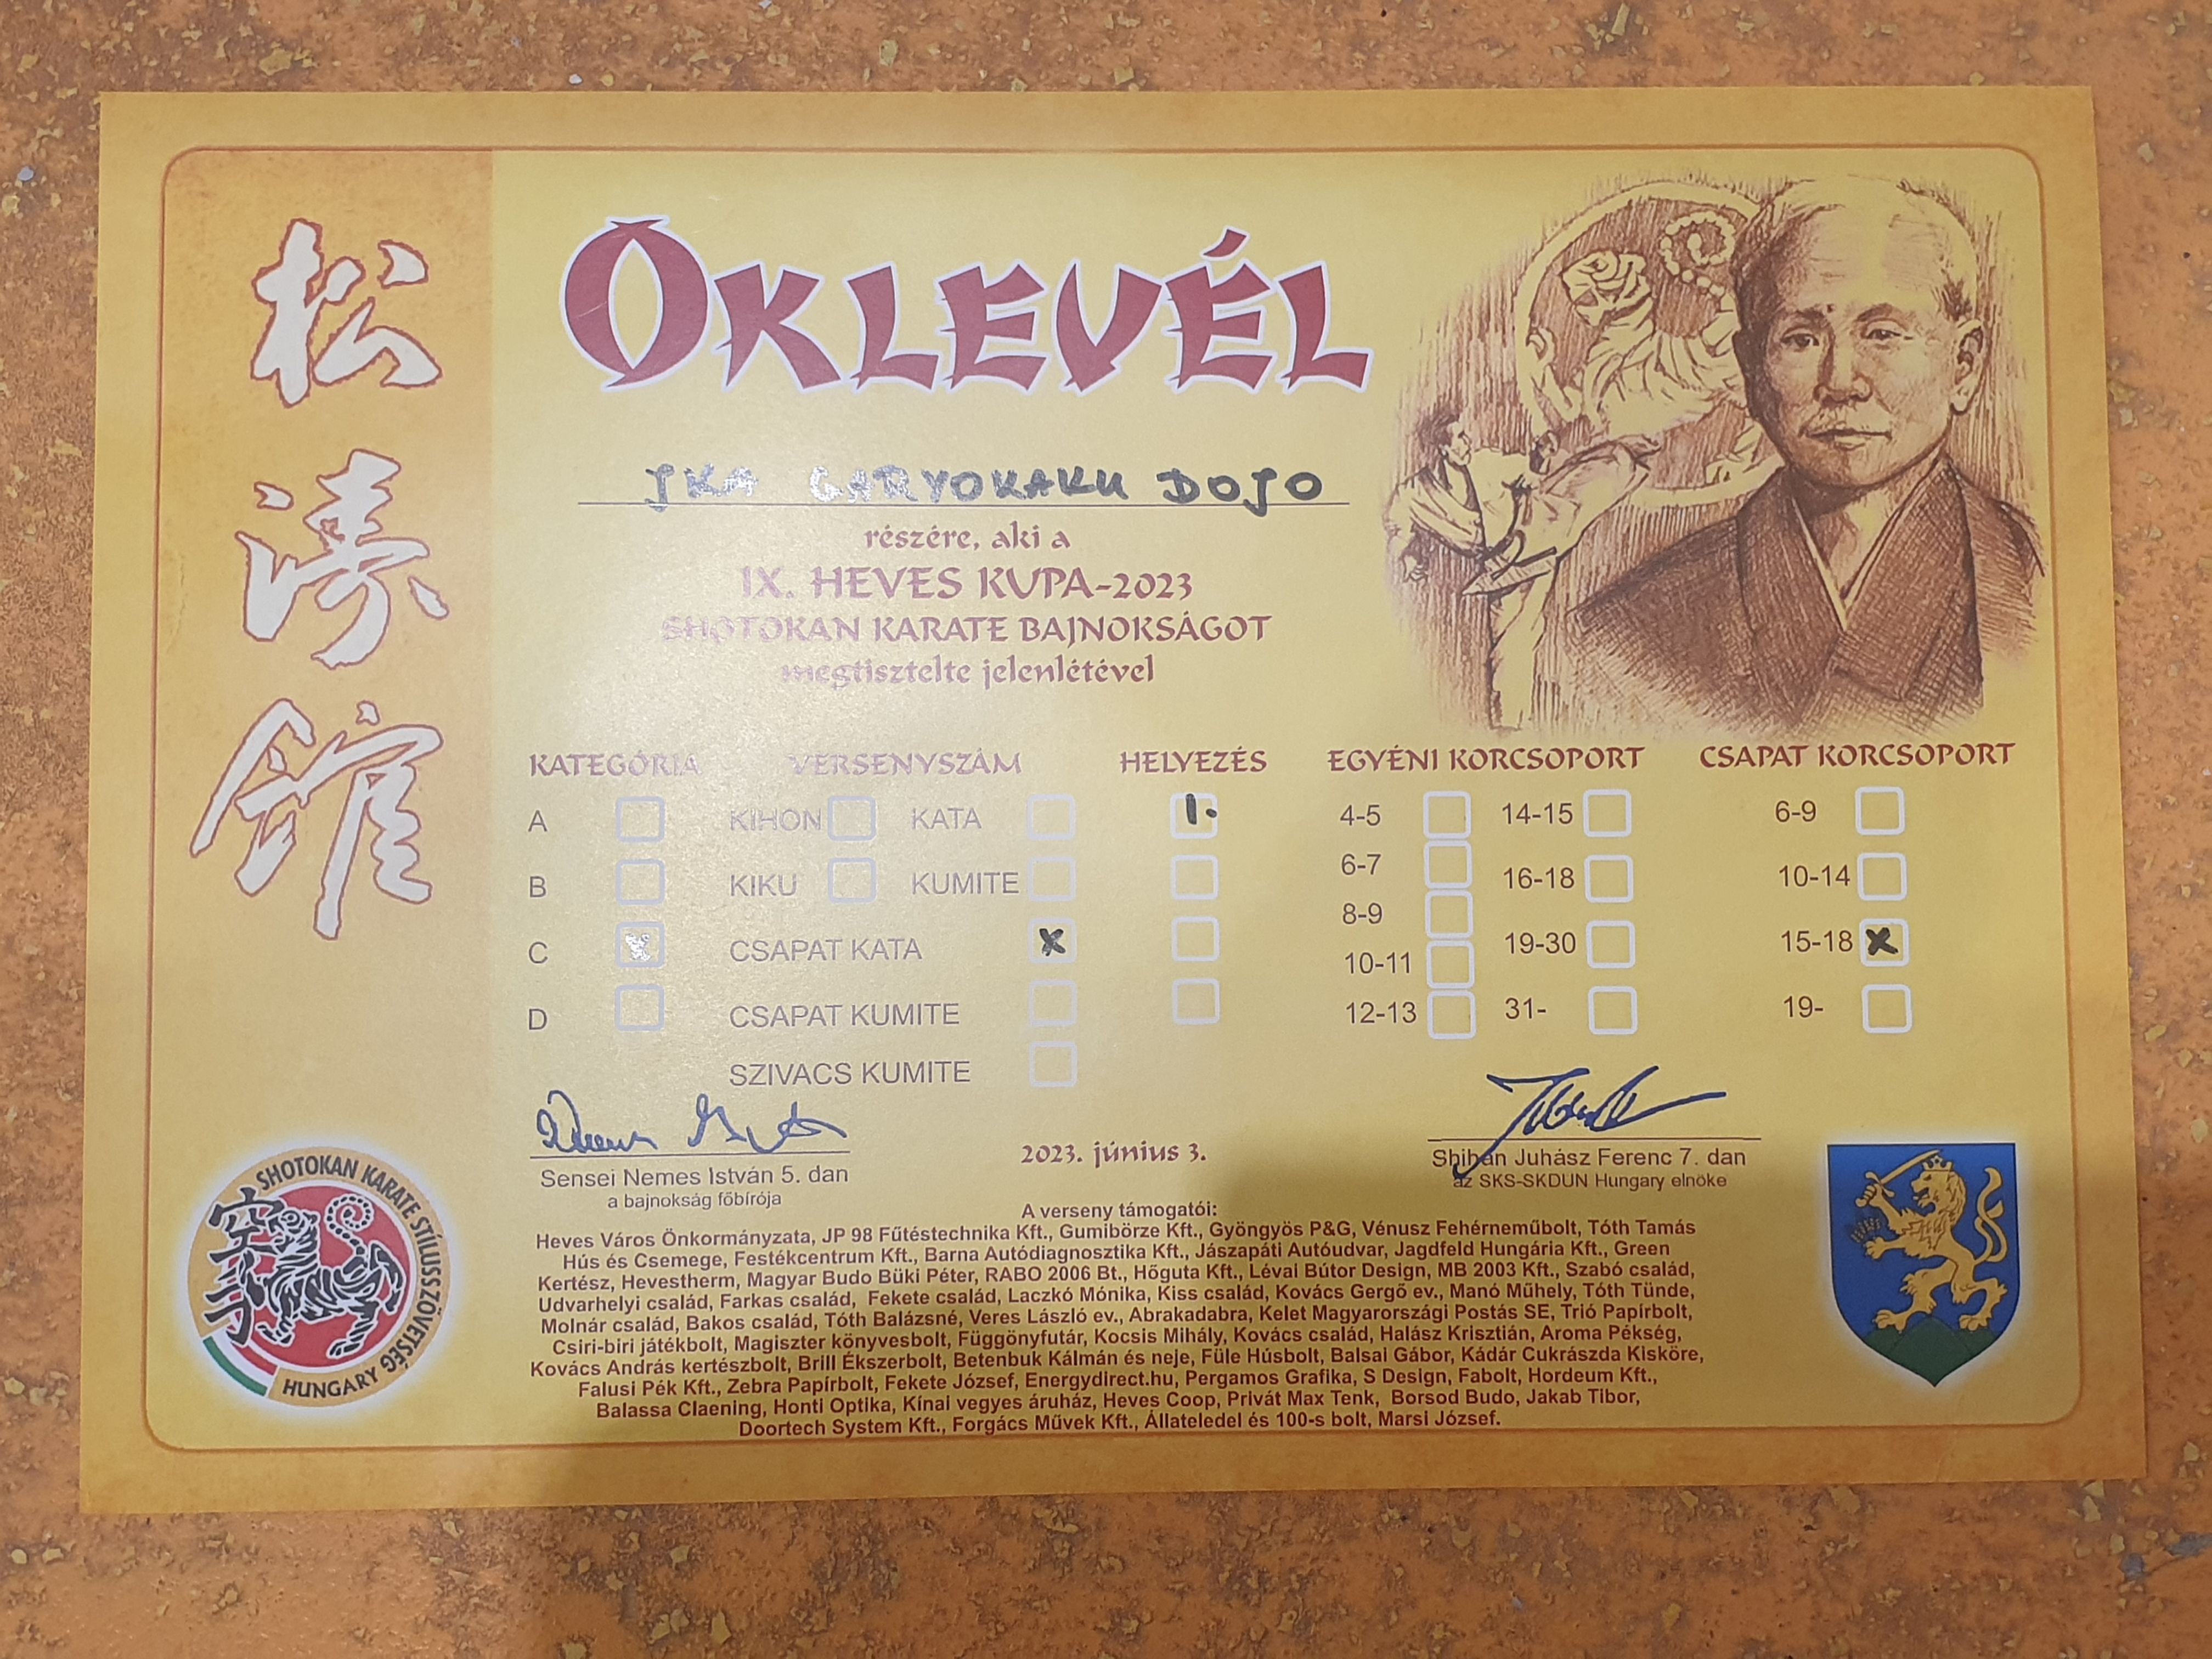 松
濤
館
OKLEVÉL
JKA GARYOKAKU DOJO
részére, aki a
IX. HEVES KUPA-2023
SHOTOKAN KARATE BAJNOKSÁGOT
megtisztelte jelenlétével
KATEGÓRIA VERSENYSZÁM HELYEZÉS EGYÉNI KORCSOPORT CSAPAT KORCSOPORT
A KIHON KATA 1. 4-5 14-15 6-9
B KIKU KUMITE 6-7 16-18 10-14
C X CSAPAT KATA X 8-9 19-30 15-18 X
D CSAPAT KUMITE 10-11 31- 19-
12-13
SZIVACS KUMITE
2023. június 3.
Sensei Nemes István 5. dan
a bajnokság főbírója
Shihan Juhász Ferenc 7. dan
az SKS-SKDUN Hungary elnöke
A verseny támogatói:
Heves Város Önkormányzata, JP 98 Fűtéstechnika Kft., Gumibörze Kft., Gyöngyös P&G, Vénusz Fehérneműbolt, Tóth Tamás
Hús és Csemege, Festékcentrum Kft., Barna Autódiagnosztika Kft., Jászapáti Autóudvar, Jagdfeld Hungária Kft., Green
Kertész, Hevestherm, Magyar Budo Büki Péter, RABO 2006 Bt., Hőguta Kft., Lévai Bútor Design, MB 2003 Kft., Szabó család,
Udvarhelyi család, Farkas család, Fekete család, Laczkó Mónika, Kiss család, Kovács Gergő ev., Manó Műhely, Tóth Tünde,
Molnár család, Bakos család, Tóth Balázsné, Veres László ev., Abrakadabra, Kelet Magyarországi Postás SE, Trió Papírbolt,
Csiri-biri játékbolt, Magiszter könyvesbolt, Függönyfutár, Kocsis Mihály, Kovács család, Halász Krisztián, Aroma Pékség,
Kovács András kertészbolt, Brill Ékszerbolt, Betenbuk Kálmán és neje, Füle Húsbolt, Balsai Gábor, Kádár Cukrászda Kisköre,
Falusi Pék Kft., Zebra Papírbolt, Fekete József, Energydirect.hu, Pergamos Grafika, S Design, Fabolt, Hordeum Kft.,
Balassa Claening, Honti Optika, Kínai vegyes áruház, Heves Coop, Privát Max Tenk, Borsod Budo, Jakab Tibor,
Doortech System Kft., Forgács Művek Kft., Állateledel és 100-s bolt, Marsi József.
SHOTOKAN KARATE STÍLUSSZÖVETSÉG
空手
HUNGARY